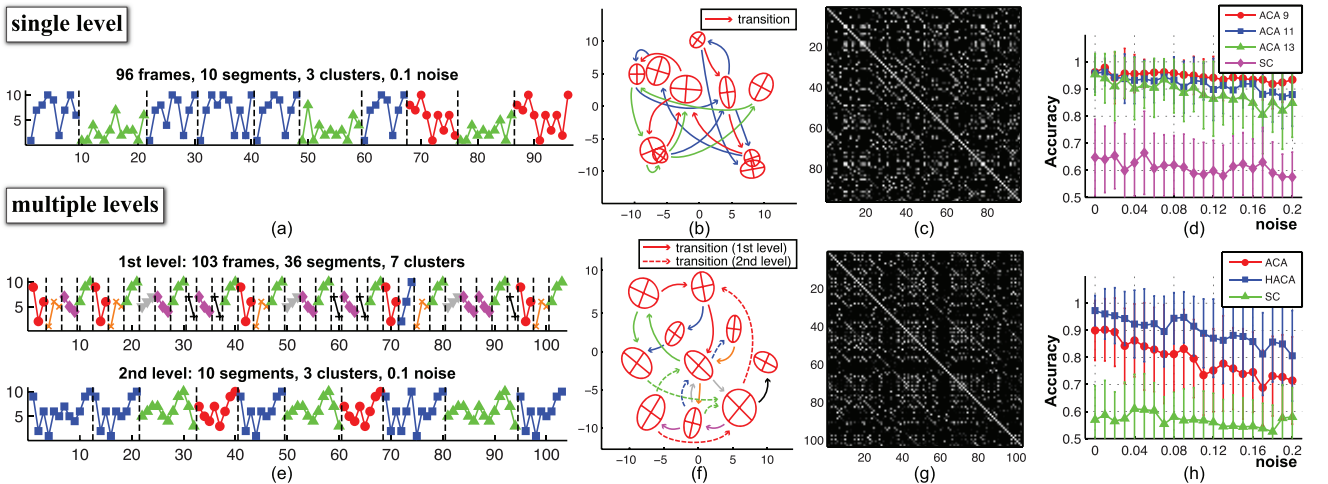 single level
96 frames, 10 segments, 3 clusters, 0.1 noise
10
5
10 20 30 40 50 60 70 80 90
(a)
transition
10
5
0
−5
−10
−10 −5 0 5 10
(b)
20
40
60
80
20 40 60 80
(c)
ACA 9
ACA 11
ACA 13
SC
1
0.9
0.8
0.7
0.6
0.5
Accuracy
0 0.04 0.08 0.12 0.16 0.2
noise
(d)
multiple levels
1st level: 103 frames, 36 segments, 7 clusters
10
5
10 20 30 40 50 60 70 80 90 100
2nd level: 10 segments, 3 clusters, 0.1 noise
10
5
10 20 30 40 50 60 70 80 90 100
(e)
transition (1st level)
transition (2nd level)
10
5
0
−5
−10
−10 −5 0 5 10
(f)
20
40
60
80
100
20 40 60 80 100
(g)
ACA
HACA
SC
1
0.9
0.8
0.7
0.6
0.5
Accuracy
0 0.04 0.08 0.12 0.16 0.2
noise
(h)